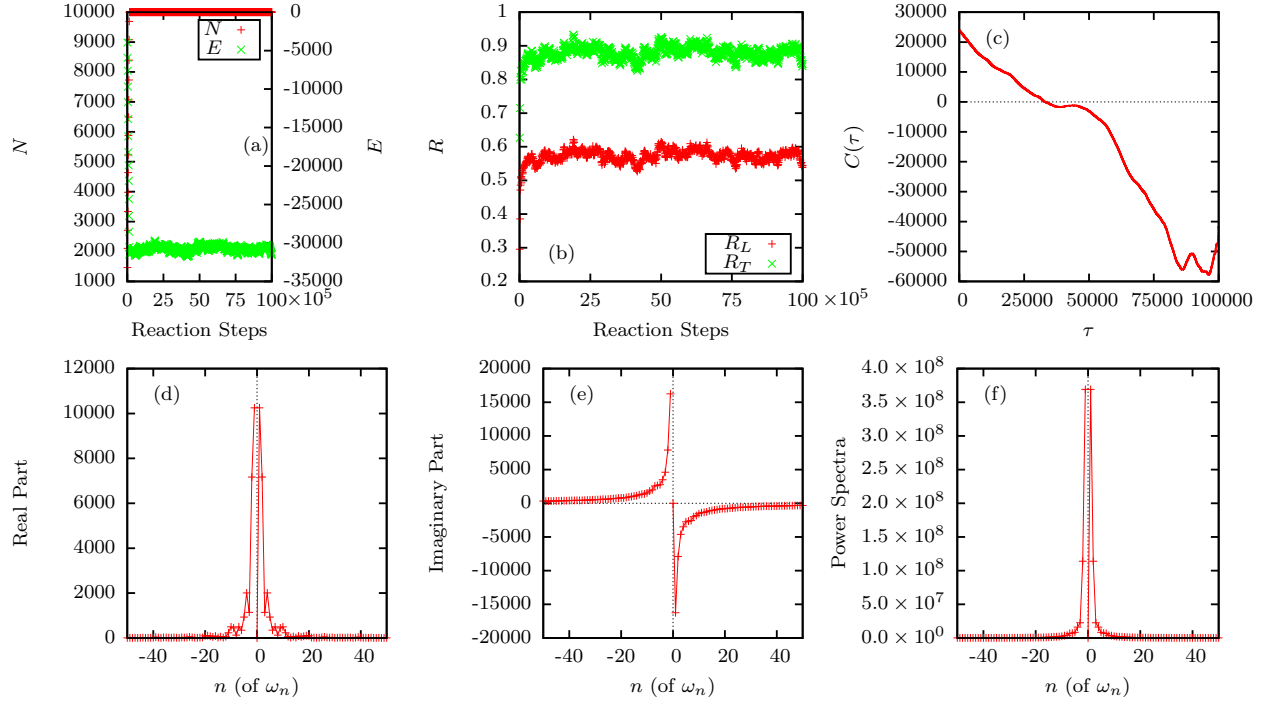 10000
9000
8000
7000
6000
5000
4000
3000
2000
1000
N
0
-5000
-10000
-15000
-20000
-25000
-30000
-35000
E
N
E
(a)
0 25 50 75 100 ×10^5
Reaction Steps
1
0.9
0.8
0.7
0.6
0.5
0.4
0.3
0.2
R
(b)
R_L
R_T
0 25 50 75 100 ×10^5
Reaction Steps
30000
20000
10000
0
-10000
-20000
-30000
-40000
-50000
-60000
C(τ)
(c)
0 25000 50000 75000 100000
τ
12000
10000
8000
6000
4000
2000
0
Real Part
(d)
-40 -20 0 20 40
n (of ω_n)
20000
15000
10000
5000
0
-5000
-10000
-15000
-20000
Imaginary Part
(e)
-40 -20 0 20 40
n (of ω_n)
4.0 × 10^8
3.5 × 10^8
3.0 × 10^8
2.5 × 10^8
2.0 × 10^8
1.5 × 10^8
1.0 × 10^8
5.0 × 10^7
0.0 × 10^0
Power Spectra
(f)
-40 -20 0 20 40
n (of ω_n)